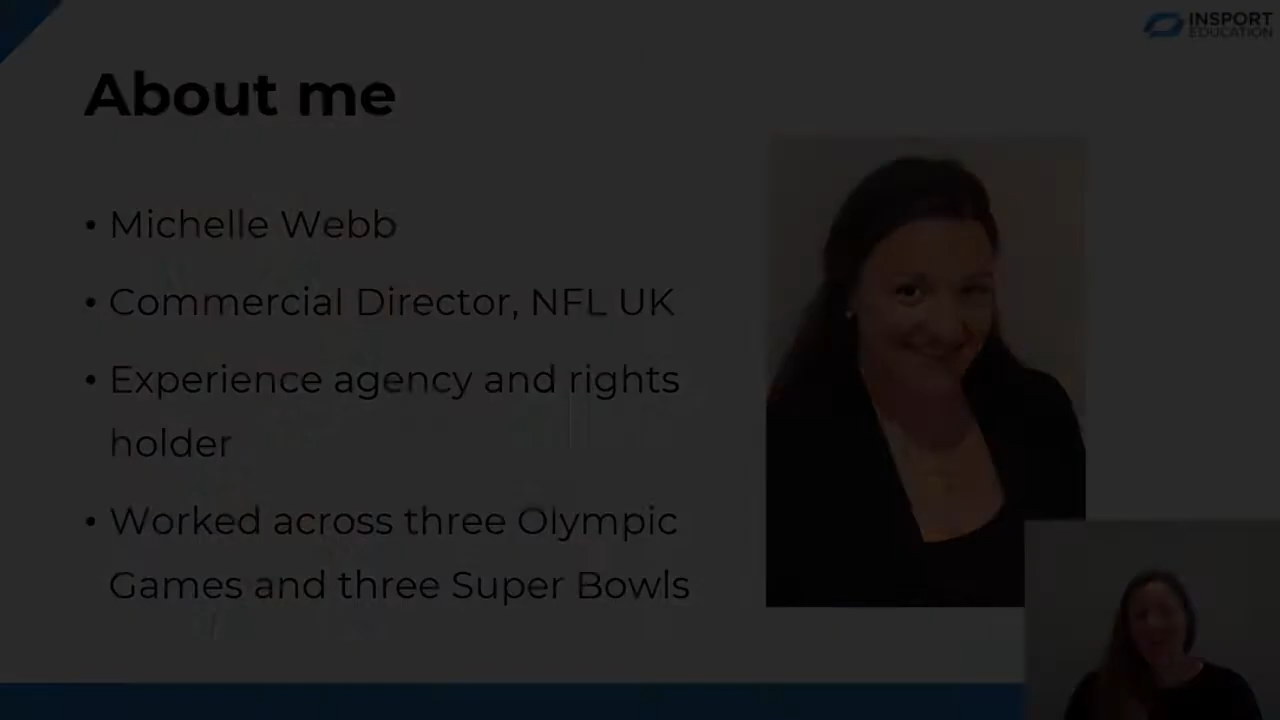 INSPORT
EDUCATION
About me
• Michelle Webb
• Commercial Director, NFL UK
• Experience agency and rights
holder
• Worked across three Olympic
Games and three Super Bowls